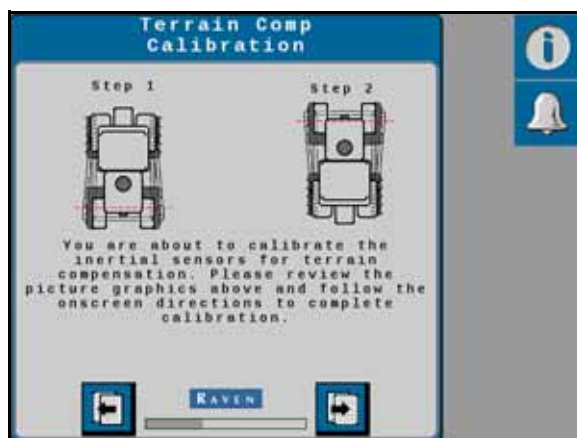 Terrain Comp
Calibration
Step 1
Step 2
You are about to calibrate the
inertial sensors for terrain
compensation. Please review the
picture graphics above and follow the
onscreen directions to complete
calibration.
RAVEN